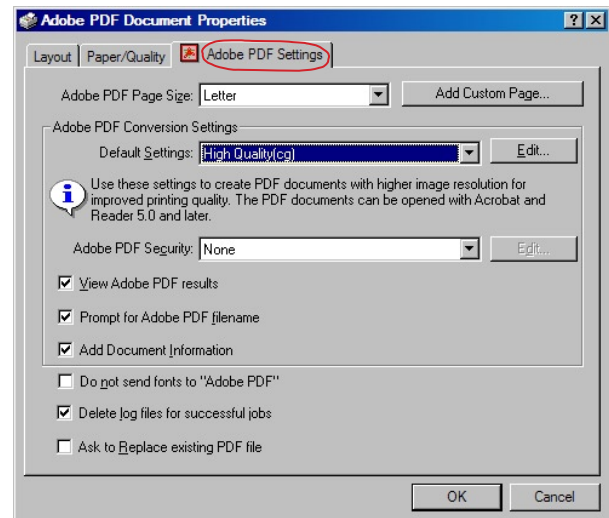 Adobe PDF Document Properties
Layout Paper/Quality Adobe PDF Settings
Adobe PDF Page Size: Letter Add Custom Page...
Adobe PDF Conversion Settings
Default Settings: High Quality(cg) Edit...
Use these settings to create PDF documents with higher image resolution for
improved printing quality. The PDF documents can be opened with Acrobat and
Reader 5.0 and later.
Adobe PDF Security: None Edit...
View Adobe PDF results
Prompt for Adobe PDF filename
Add Document Information
Do not send fonts to "Adobe PDF"
Delete log files for successful jobs
Ask to Replace existing PDF file
OK Cancel